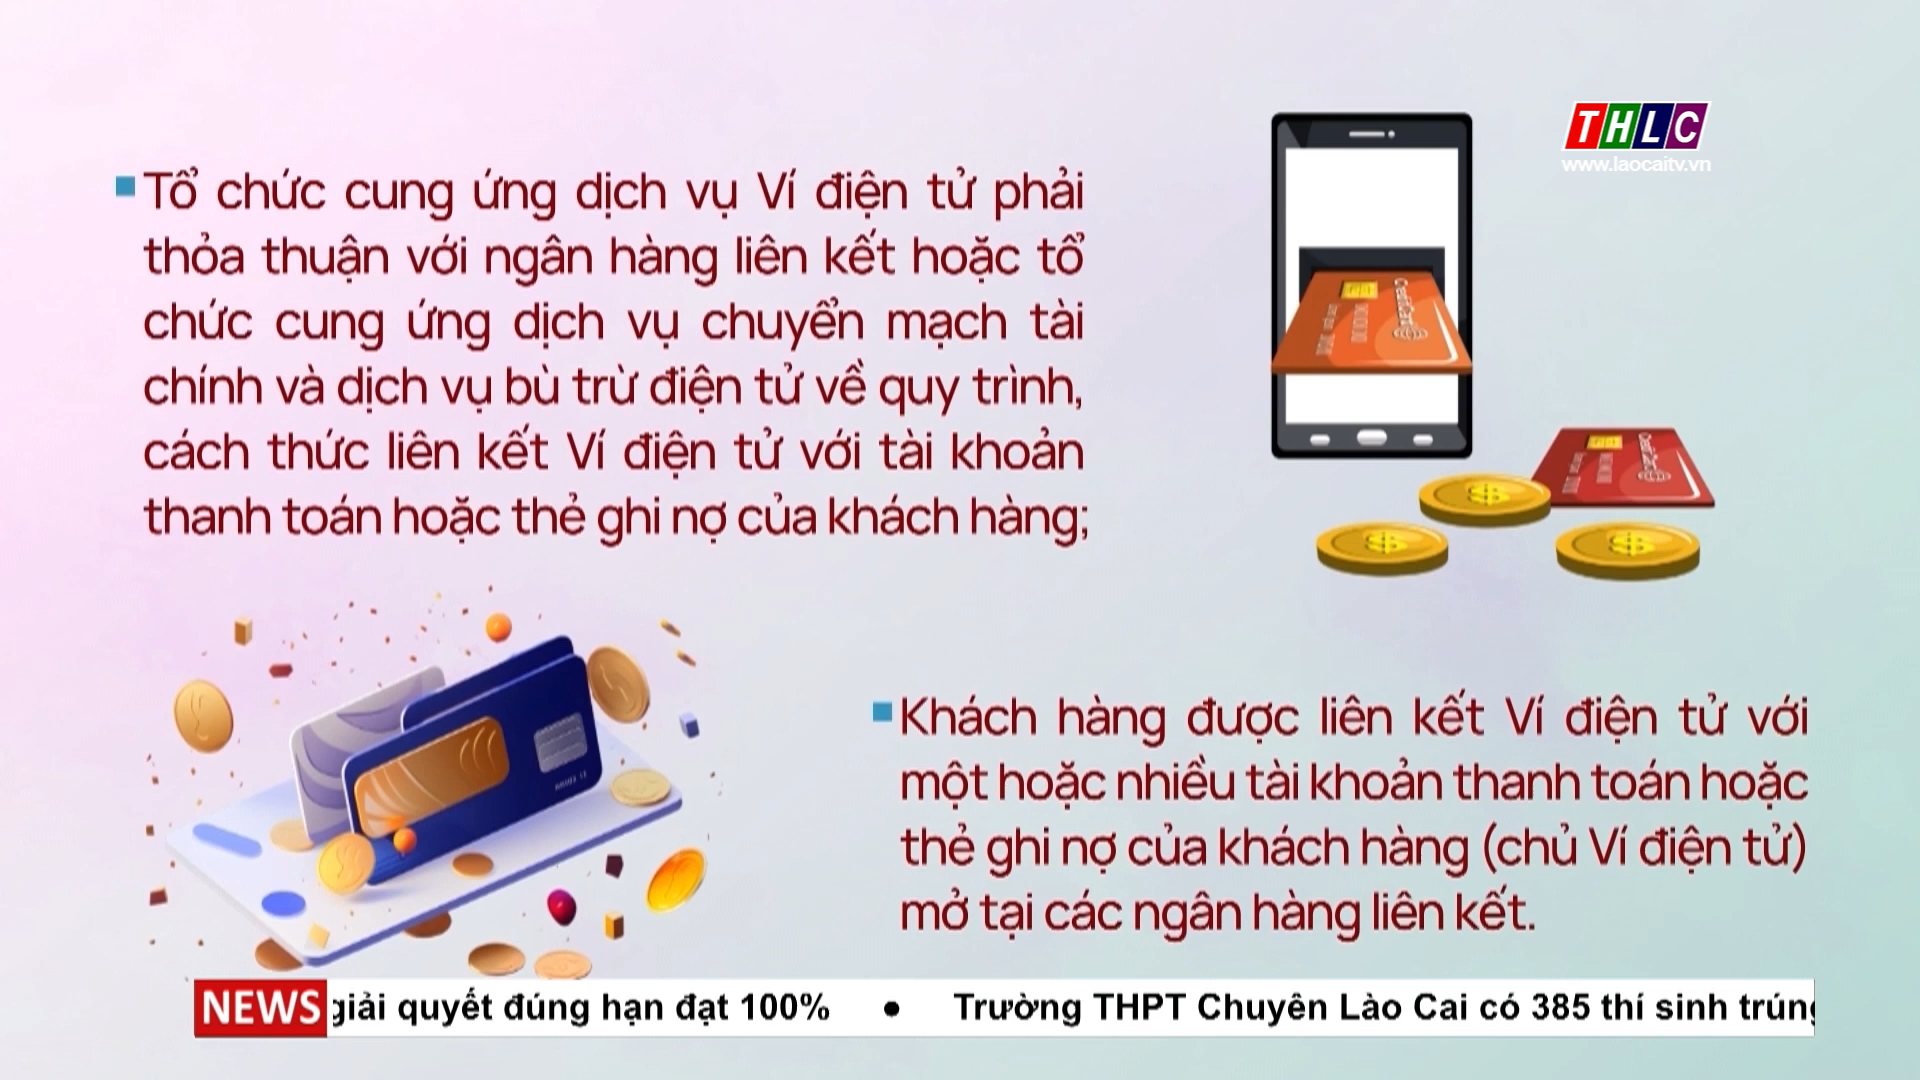 THLC
www.laocaitv.vn
Tổ chức cung ứng dịch vụ Ví điện tử phải
thỏa thuận với ngân hàng liên kết hoặc tổ
chức cung ứng dịch vụ chuyển mạch tài
chính và dịch vụ bù trừ điện tử về quy trình,
cách thức liên kết Ví điện tử với tài khoản
thanh toán hoặc thẻ ghi nợ của khách hàng;
Khách hàng được liên kết Ví điện tử với
một hoặc nhiều tài khoản thanh toán hoặc
thẻ ghi nợ của khách hàng (chủ Ví điện tử)
mở tại các ngân hàng liên kết.
NEWS giải quyết đúng hạn đạt 100% • Trường THPT Chuyên Lào Cai có 385 thí sinh trúng